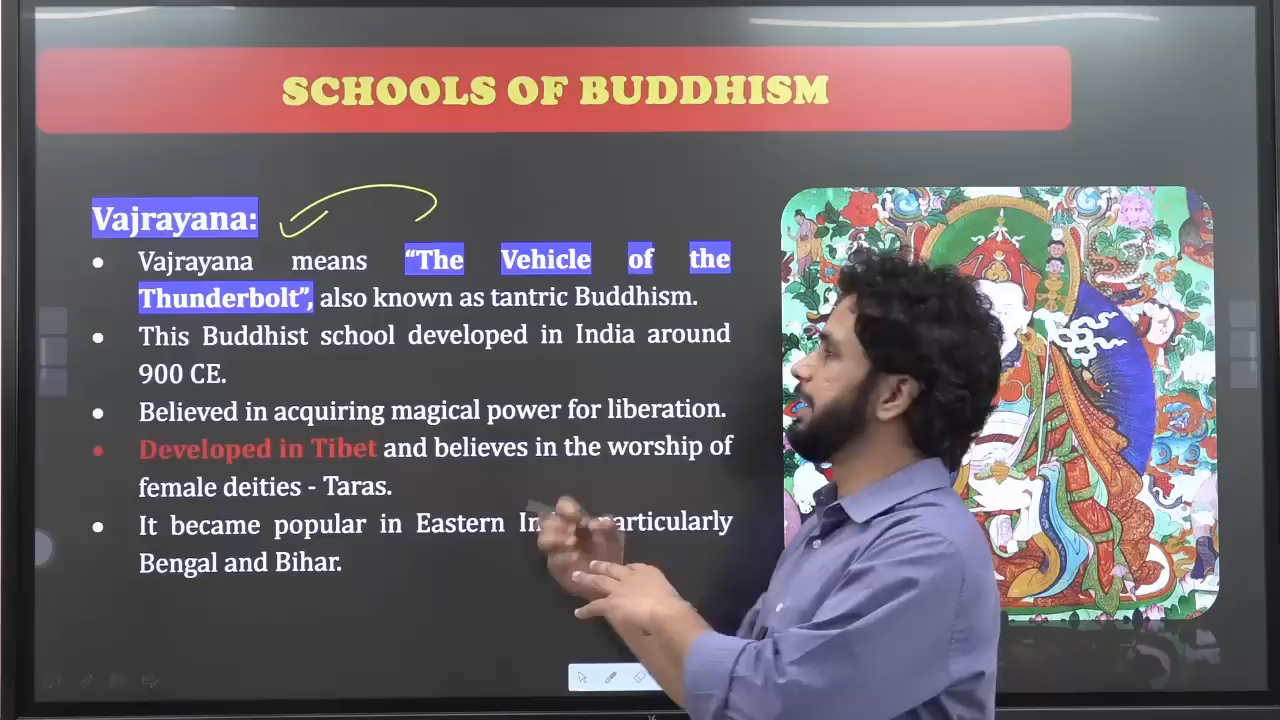 SCHOOLS OF BUDDHISM
Vajrayana:
• Vajrayana means “The Vehicle of the
Thunderbolt”, also known as tantric Buddhism.
• This Buddhist school developed in India around
900 CE.
• Believed in acquiring magical power for liberation.
• Developed in Tibet and believes in the worship of
female deities - Taras.
• It became popular in Eastern particularly
Bengal and Bihar.